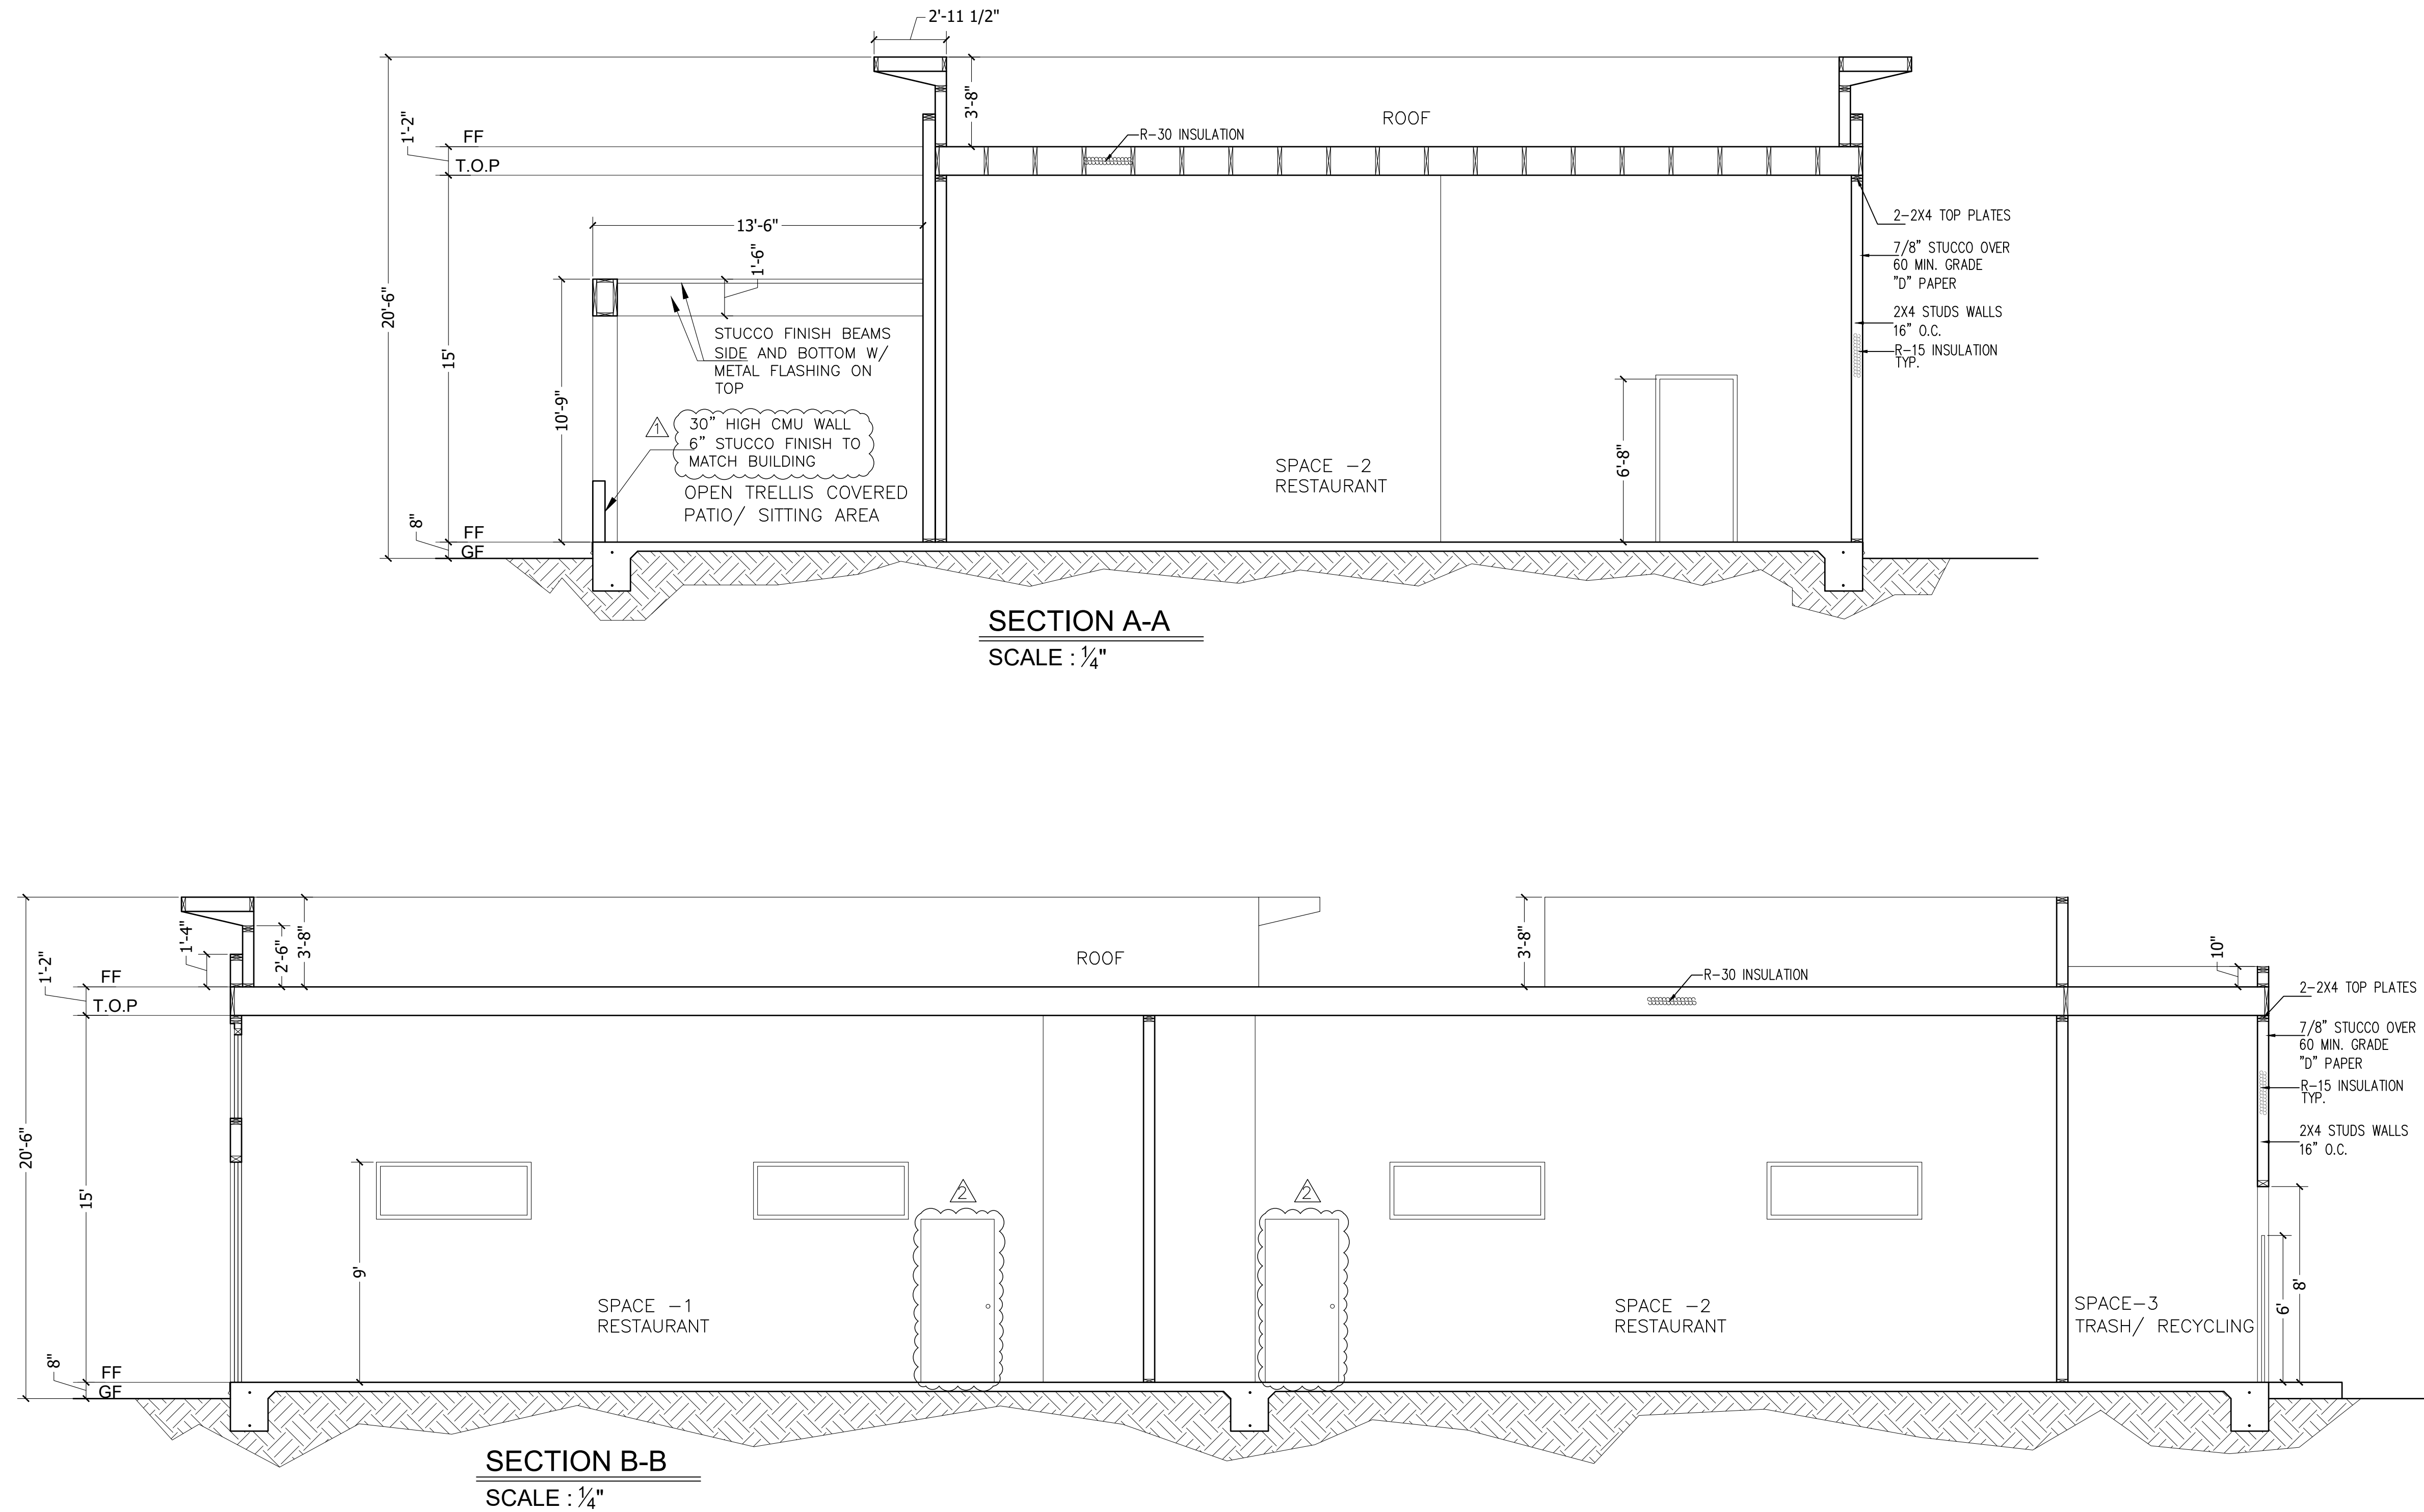 2'-11 1/2"
3'-8"
ROOF
1'-2"
FF
R-30 INSULATION
T.O.P
2-2X4 TOP PLATES
13'-6"
7/8" STUCCO OVER
60 MIN. GRADE
"D" PAPER
1'-6"
20'-6"
2X4 STUDS WALLS
16" O.C.
STUCCO FINISH BEAMS
SIDE AND BOTTOM W/
METAL FLASHING ON
TOP
R-15 INSULATION
TYP.
15'
10'-9"
1
30" HIGH CMU WALL
6" STUCCO FINISH TO
MATCH BUILDING
6'-8"
SPACE -2
RESTAURANT
OPEN TRELLIS COVERED
PATIO/ SITTING AREA
8"
FF
GF
SECTION A-A
SCALE : 1/4"
1'-4"
2'-6"
3'-8"
3'-8"
10"
ROOF
1'-2"
FF
R-30 INSULATION
2-2X4 TOP PLATES
T.O.P
7/8" STUCCO OVER
60 MIN. GRADE
"D" PAPER
R-15 INSULATION
TYP.
20'-6"
2X4 STUDS WALLS
16" O.C.
15'
2
2
9'
8'
6'
SPACE -1
RESTAURANT
SPACE -2
RESTAURANT
SPACE-3
TRASH/ RECYCLING
8"
FF
GF
SECTION B-B
SCALE : 1/4"